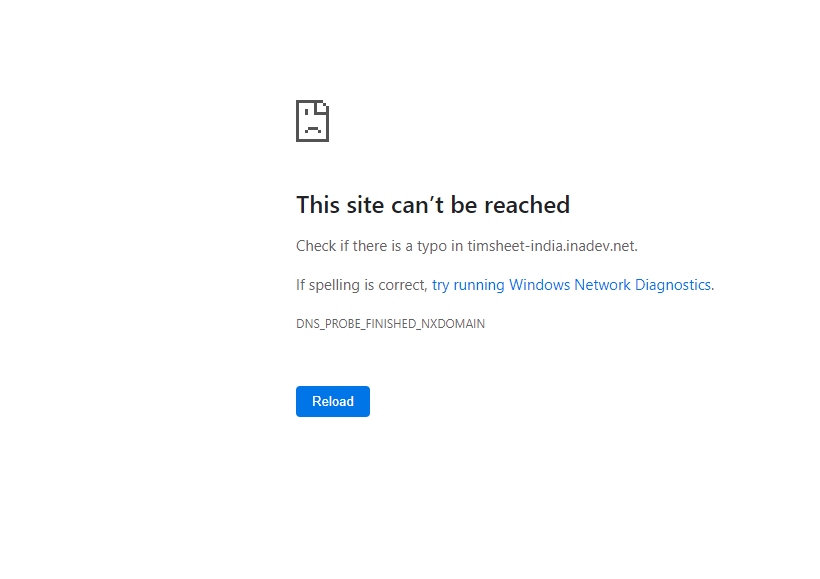 This site can’t be reached
Check if there is a typo in timsheet-india.inadev.net.
If spelling is correct, try running Windows Network Diagnostics.
DNS_PROBE_FINISHED_NXDOMAIN
Reload